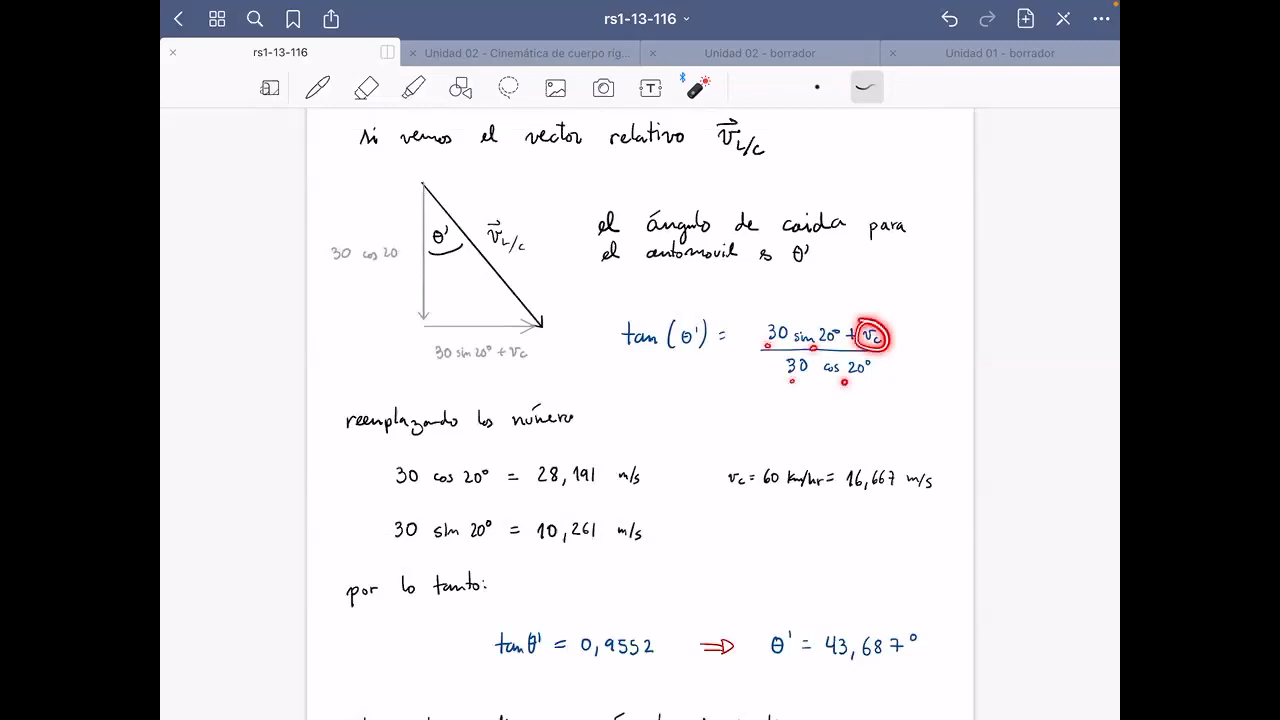 rs1-13-116
rs1-13-116
Unidad 02 - Cinemática de cuerpo ríg...
Unidad 02 - borrador
Unidad 01 - borrador
si vemos el vector relativo v⃗L/C
θ'
v⃗L/C
30 cos 20
30 sin 20° + vc
el ángulo de caida para
el automovil es θ'
tan(θ') = 30 sin 20° + vc
30 cos 20°
reemplazando los número
30 cos 20° = 28,191 m/s
vc = 60 km/hr = 16,667 m/s
30 sin 20° = 10,261 m/s
por lo tanto:
tanθ' = 0,9552 ⇒ θ' = 43,687°